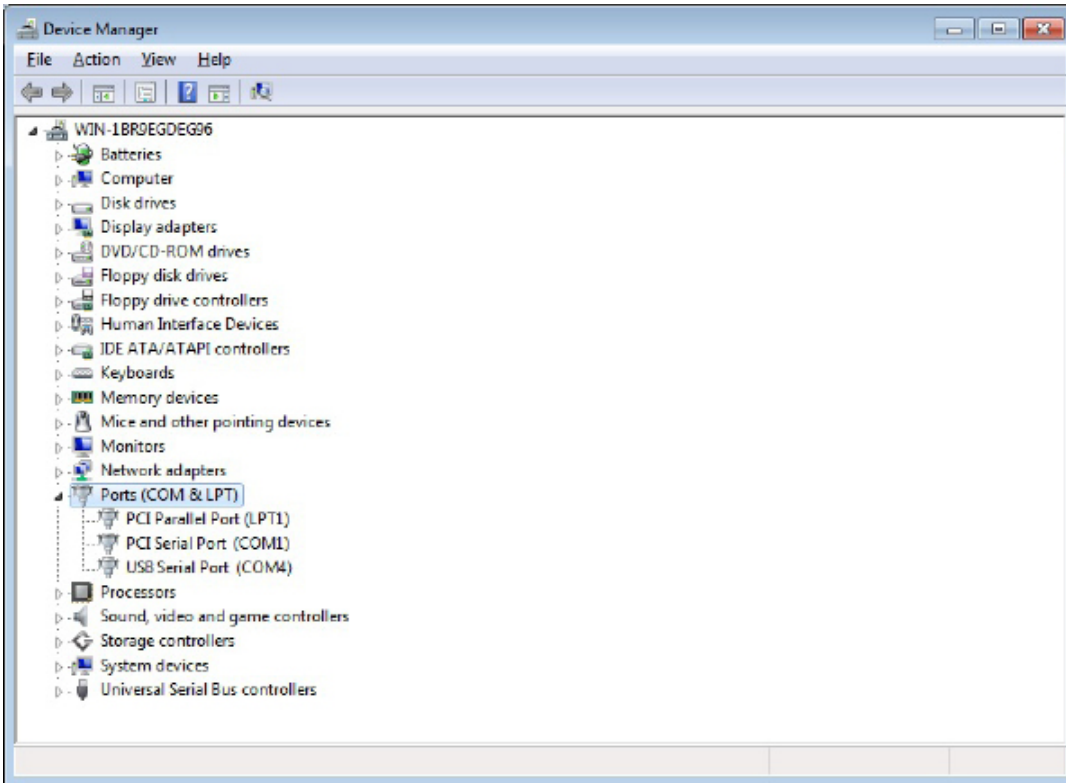 Device Manager
File Action View Help
WIN-1BR9EGDEG96
Batteries
Computer
Disk drives
Display adapters
DVD/CD-ROM drives
Floppy disk drives
Floppy drive controllers
Human Interface Devices
IDE ATA/ATAPI controllers
Keyboards
Memory devices
Mice and other pointing devices
Monitors
Network adapters
Ports (COM & LPT)
PCI Parallel Port (LPT1)
PCI Serial Port (COM1)
USB Serial Port (COM4)
Processors
Sound, video and game controllers
Storage controllers
System devices
Universal Serial Bus controllers